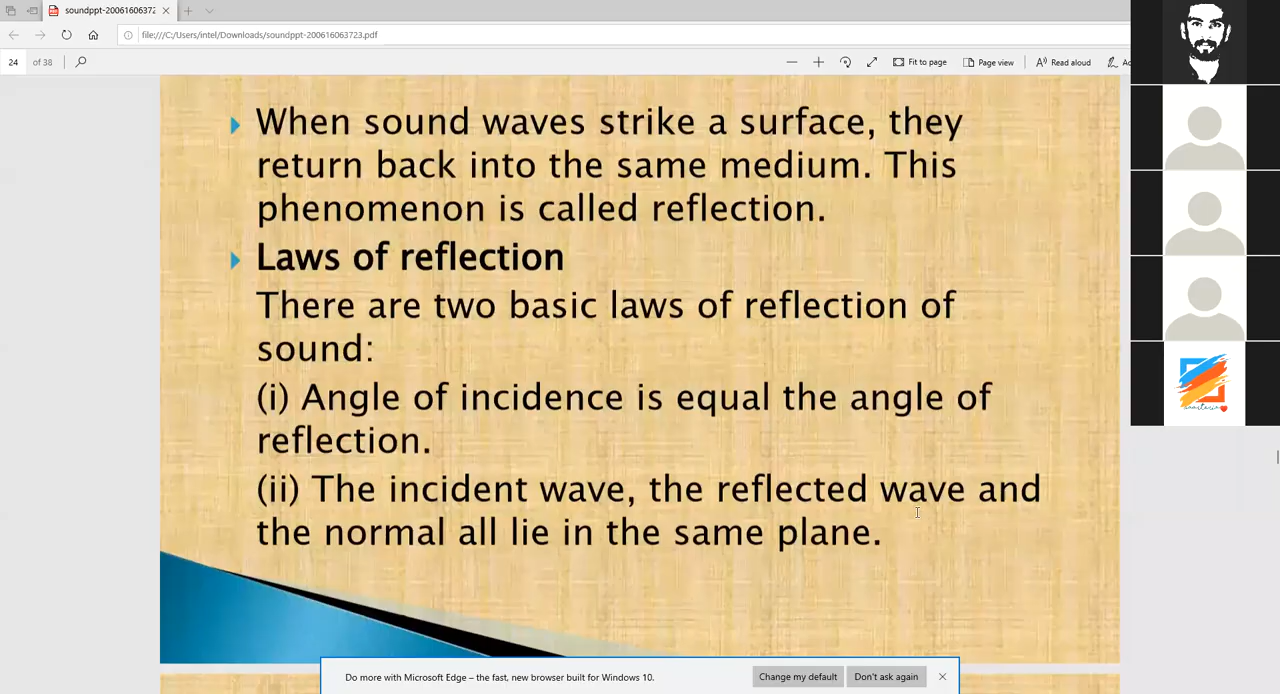 soundppt-20061606372
file:///C:/Users/intel/Downloads/soundppt-200616063723.pdf
24 of 38
Fit to page
Page view
Read aloud
When sound waves strike a surface, they
return back into the same medium. This
phenomenon is called reflection.
Laws of reflection
There are two basic laws of reflection of
sound:
(i) Angle of incidence is equal the angle of
reflection.
(ii) The incident wave, the reflected wave and
the normal all lie in the same plane.
Do more with Microsoft Edge – the fast, new browser built for Windows 10.
Change my default
Don't ask again